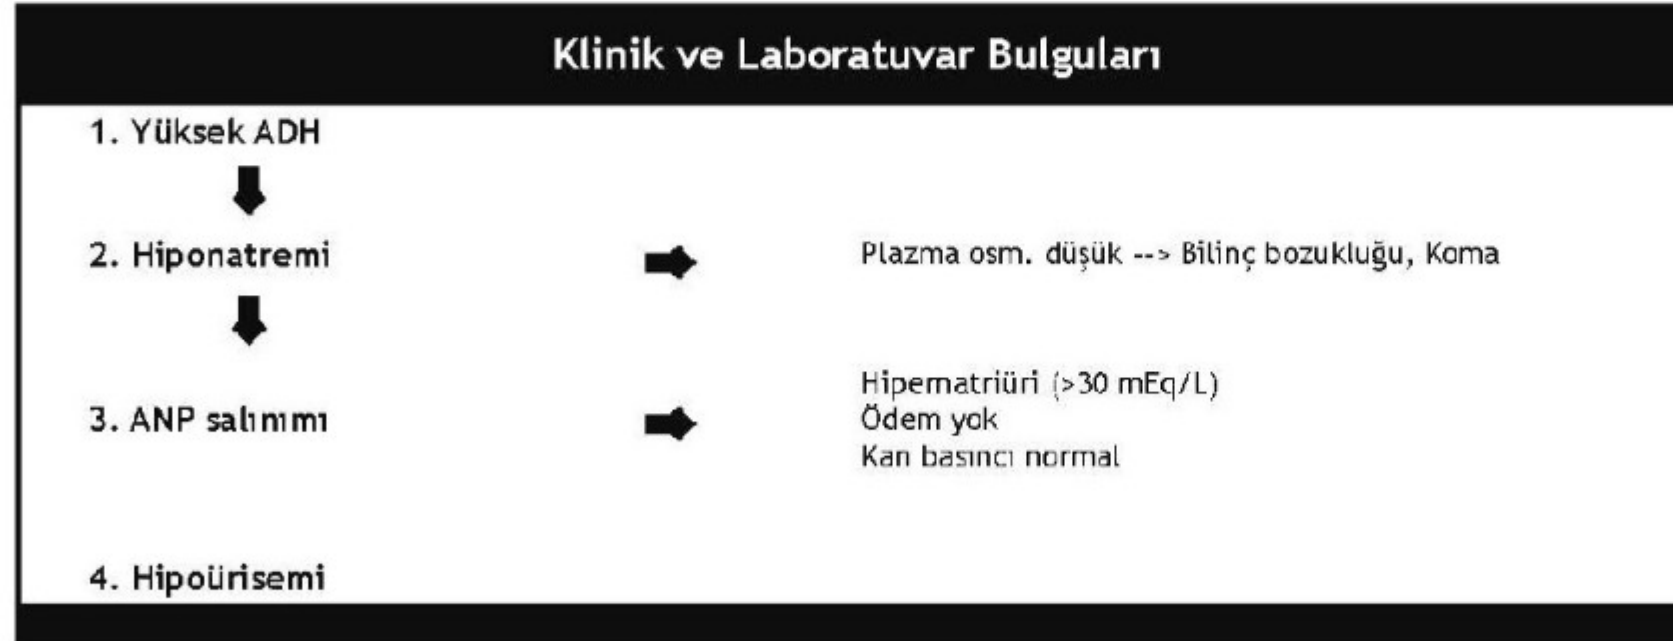 Klinik ve Laboratuvar Bulguları
1. Yüksek ADH
2. Hiponatremi
Plazma osm. düşük --> Bilinç bozukluğu, Koma
3. ANP salınımı
Hipernatriüri (>30 mEq/L)
Ödem yok
Kan basıncı normal
4. Hipoürisemi